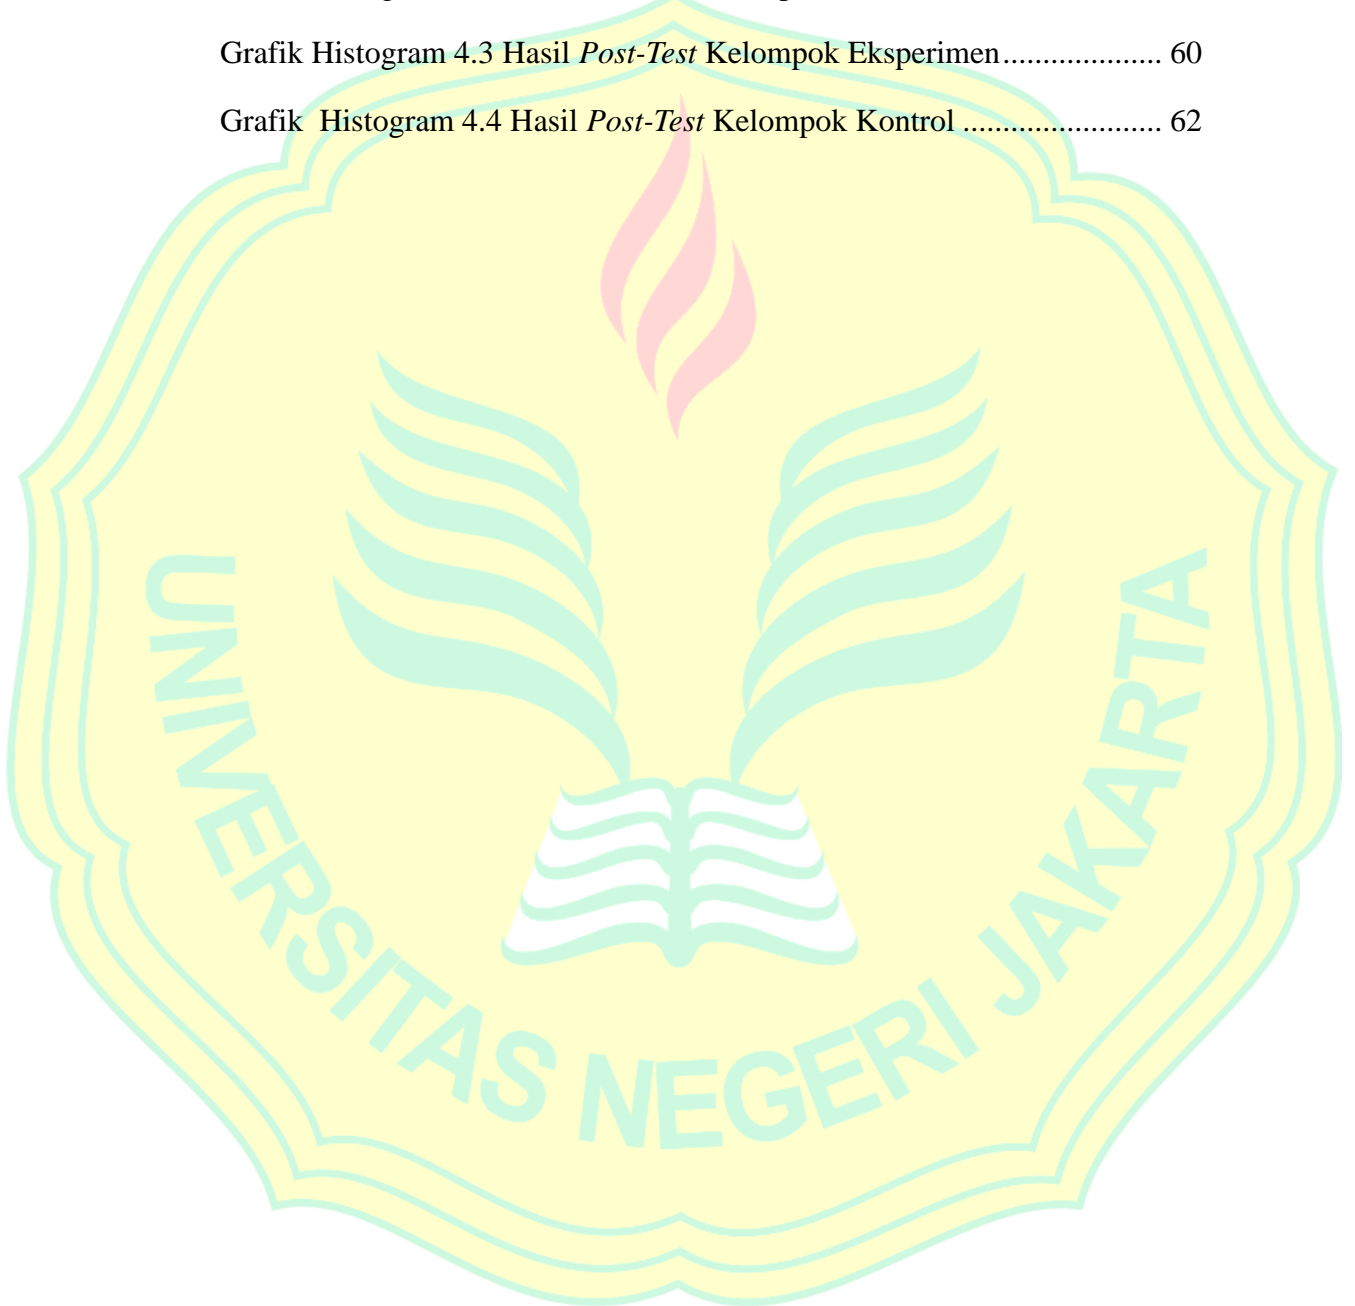 Grafik Histogram 4.3 Hasil Post-Test Kelompok Eksperimen.................... 60
Grafik  Histogram 4.4 Hasil Post-Test Kelompok Kontrol ......................... 62
UNIVERSITAS NEGERI JAKARTA